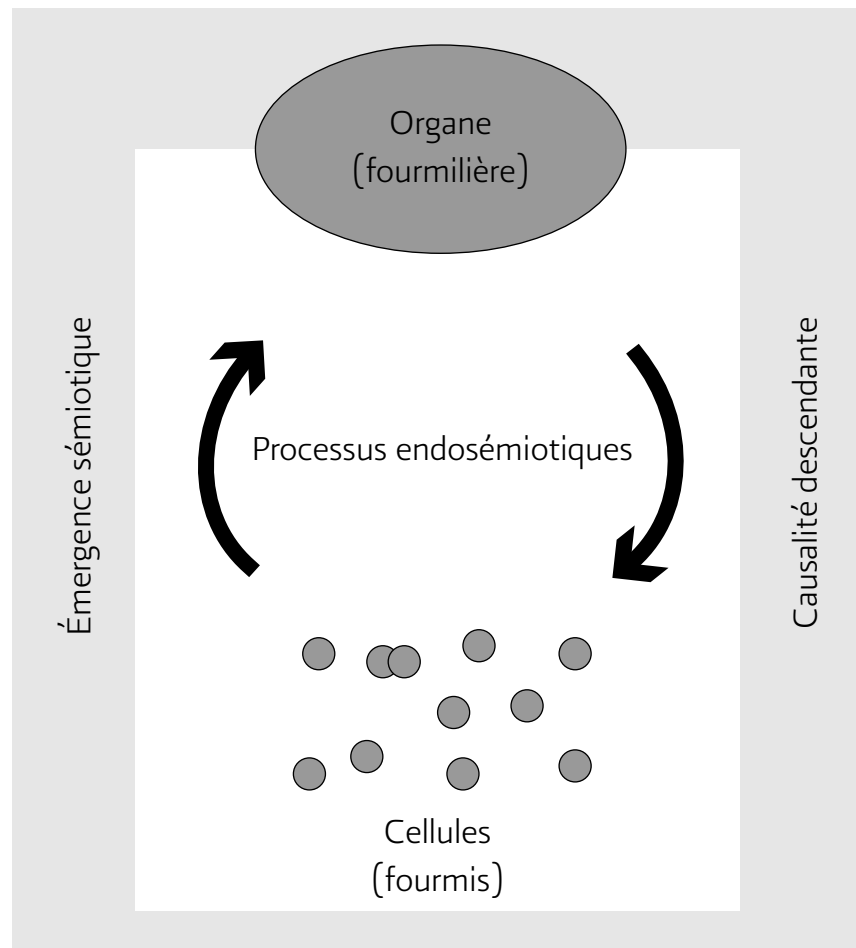 Organe
(fourmilière)
Émergence sémiotique
Processus endosémiotiques
Causalité descendante
Cellules
(fourmis)